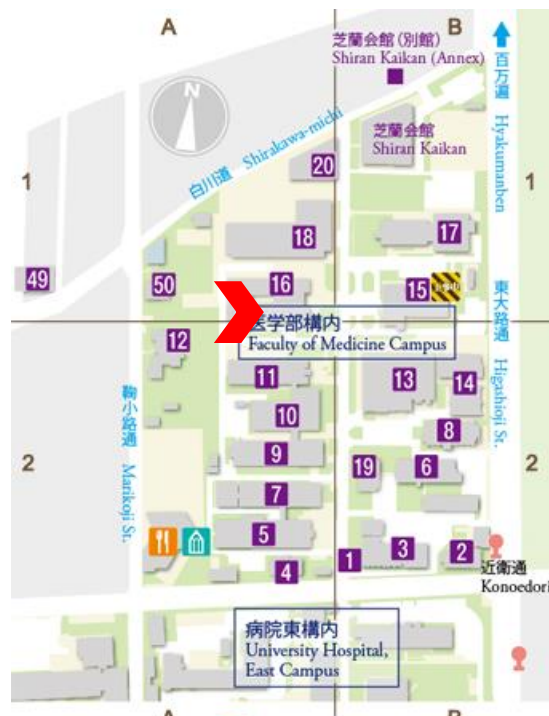 A
B
芝蘭会館(別館)
Shiran Kaikan (Annex)
百万遍 Hyakumanben
N
芝蘭会館
Shiran Kaikan
白川道 Shirakawa-michi
1
1
20
17
18
49
50
16
15
工事中
東大路通 Higashioji St.
医学部構内
Faculty of Medicine Campus
12
11
13
14
鞠小路通 Marikoji St.
10
8
2
2
9
19
6
7
5
4
1
3
2
近衛通
Konoedori
病院東構内
University Hospital,
East Campus
A
B